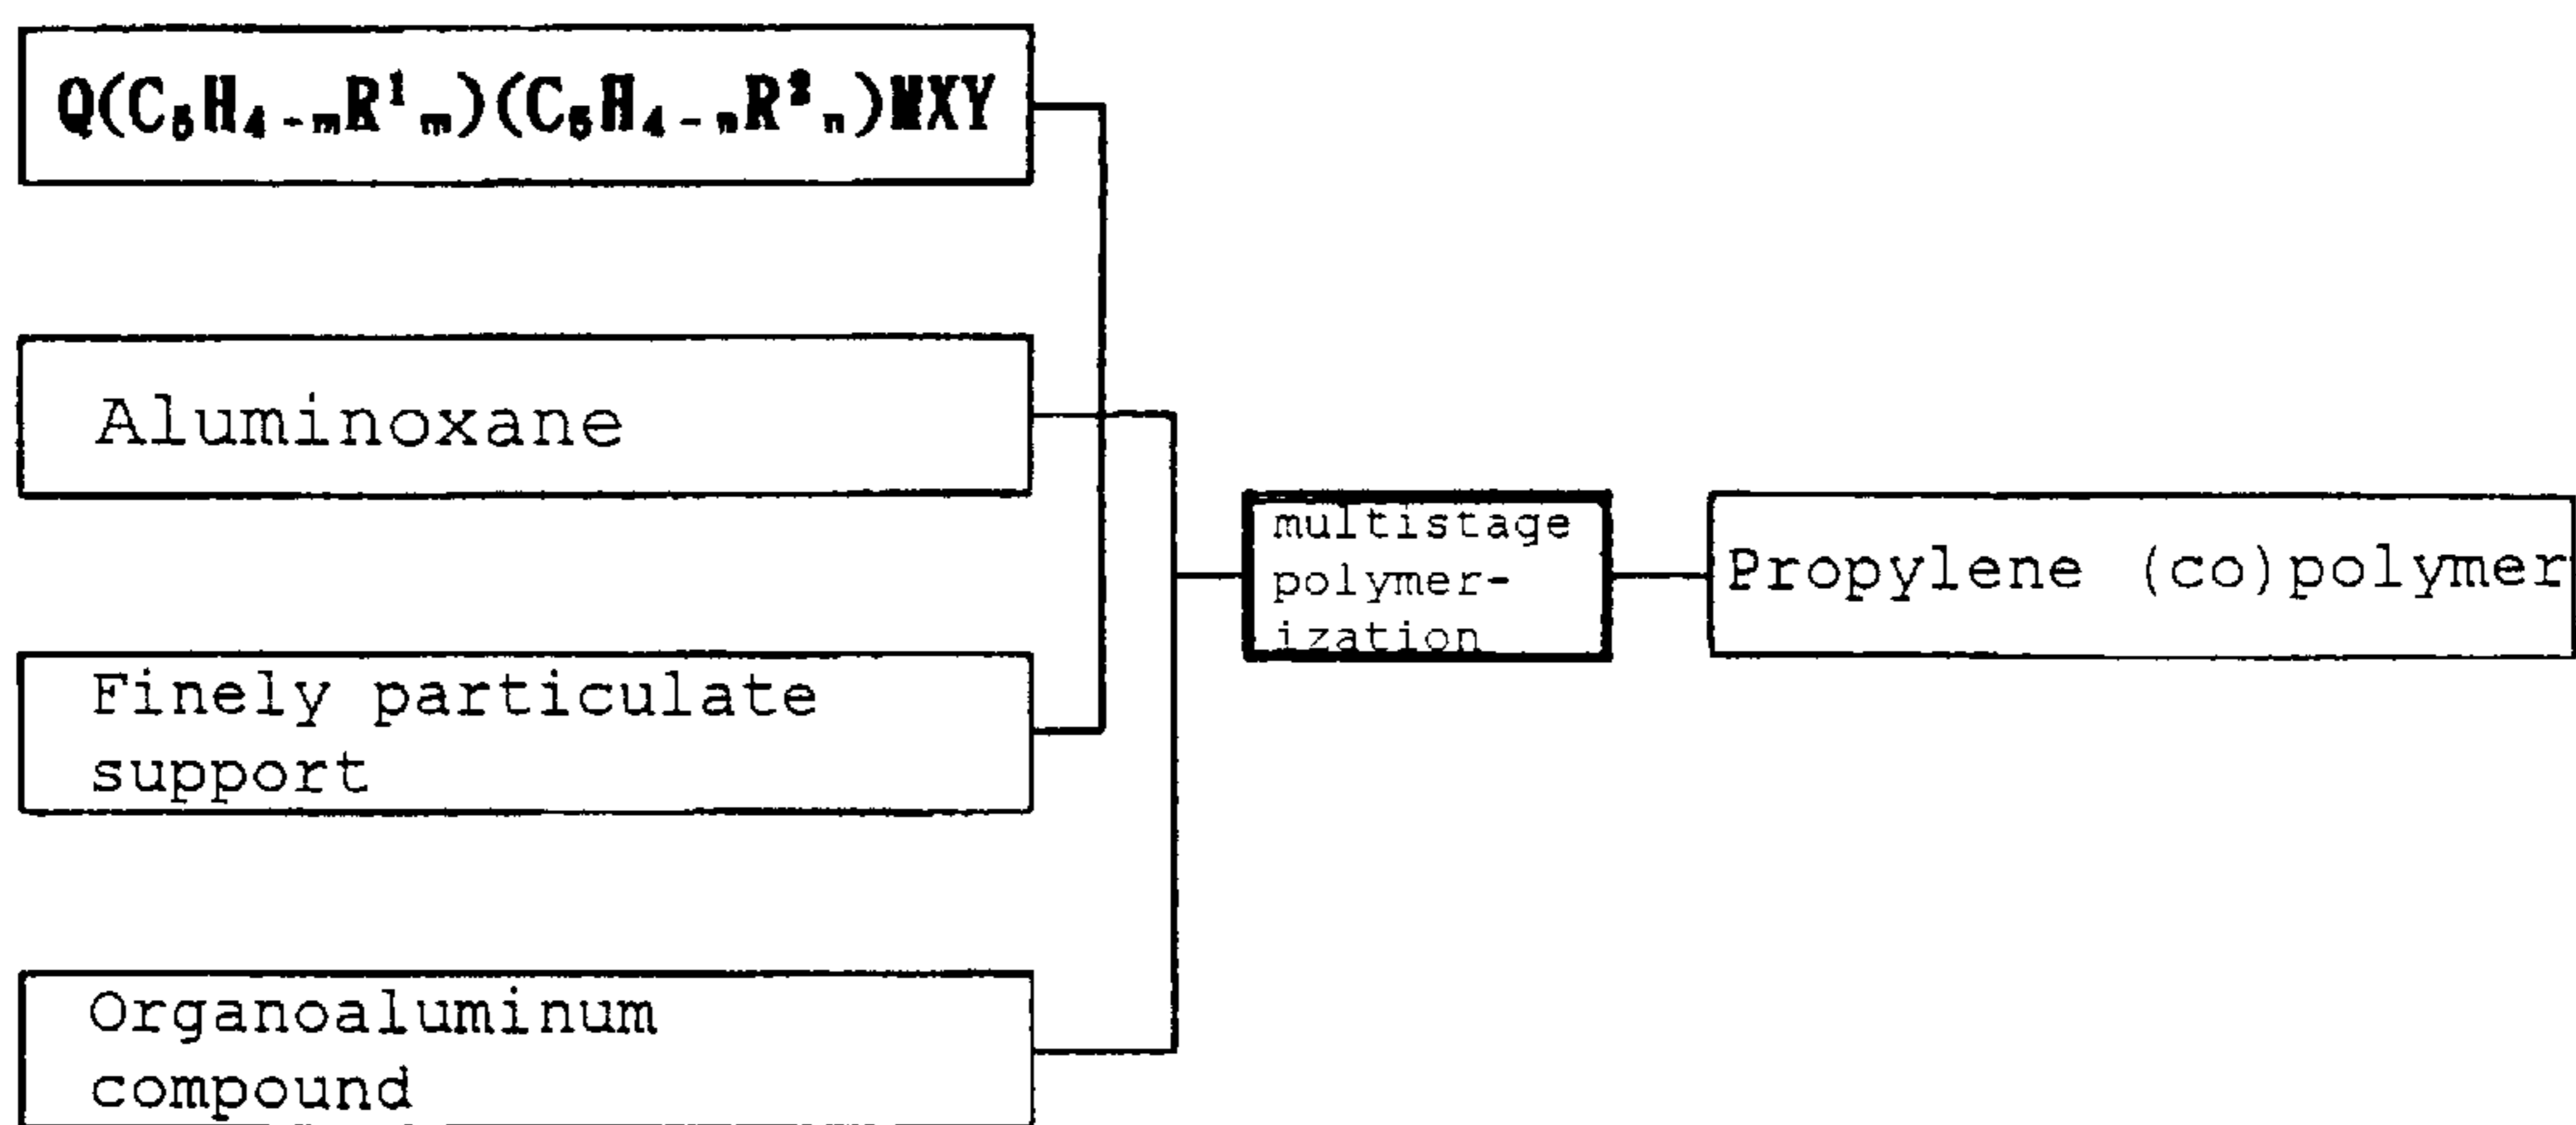 Q(C₅H₄₋ₘR¹ₘ)(C₅H₄₋ₙR²ₙ)MXY
Aluminoxane
Finely particulate
support
Organoaluminum
compound
multistage
polymer-
ization
Propylene (co)polymer